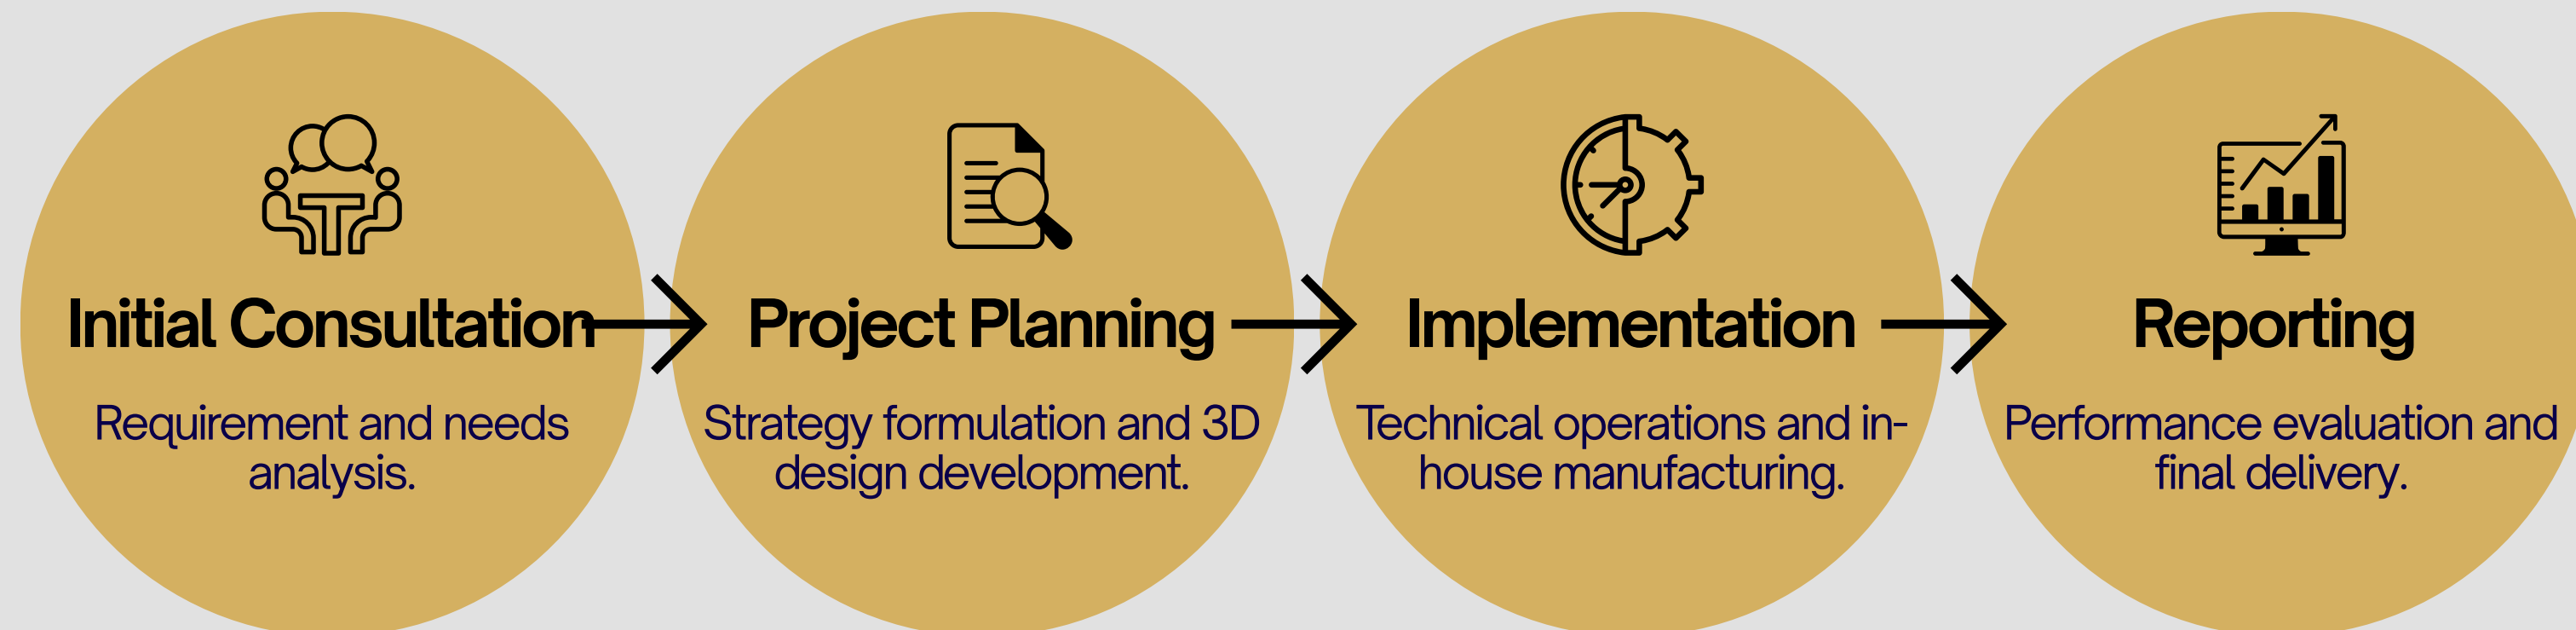 Initial Consultation
Requirement and needs
analysis.
Project Planning
Strategy formulation and 3D
design development.
Implementation
Technical operations and in-
house manufacturing.
Reporting
Performance evaluation and
final delivery.